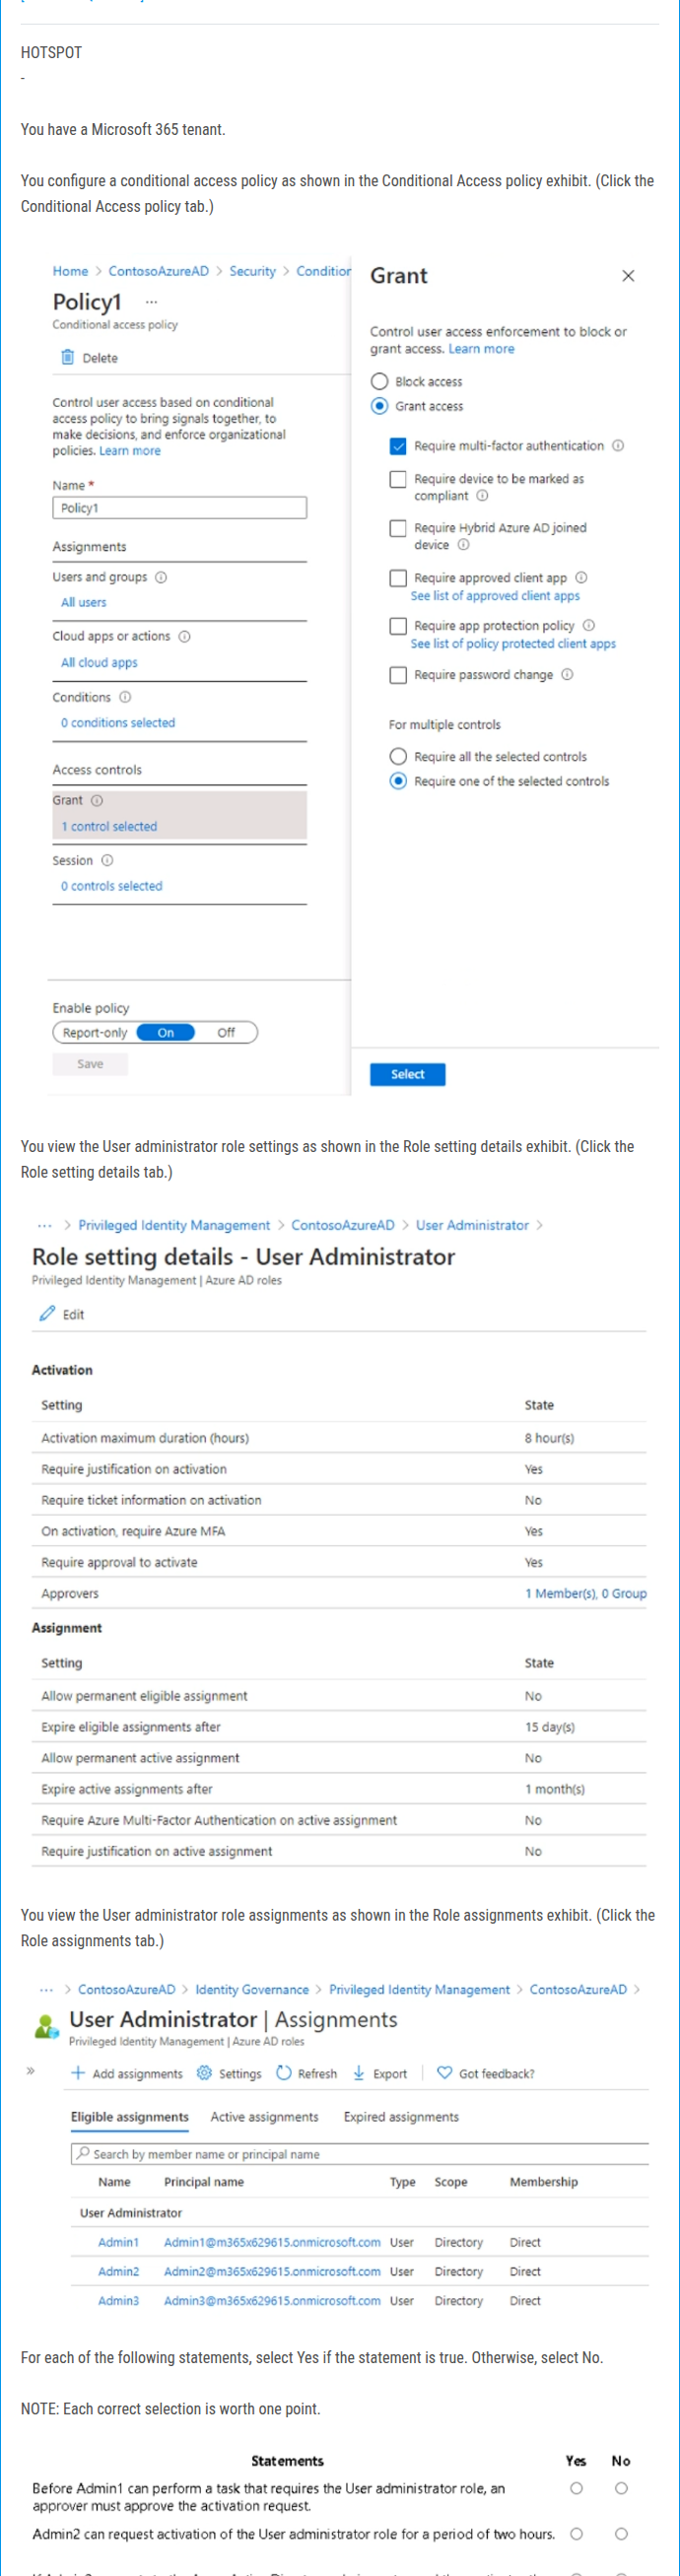 HOTSPOT
-
You have a Microsoft 365 tenant.
You configure a conditional access policy as shown in the Conditional Access policy exhibit. (Click the
Conditional Access policy tab.)
Home > ContosoAzureAD > Security > Condition
Policy1 ...
Conditional access policy
Delete
Control user access based on conditional
access policy to bring signals together, to
make decisions, and enforce organizational
policies. Learn more
Name *
Policy1
Assignments
Users and groups
All users
Cloud apps or actions
All cloud apps
Conditions
0 conditions selected
Access controls
Grant
1 control selected
Session
0 controls selected
Enable policy
Report-only On Off
Save
Grant
Control user access enforcement to block or
grant access. Learn more
Block access
Grant access
Require multi-factor authentication
Require device to be marked as
compliant
Require Hybrid Azure AD joined
device
Require approved client app
See list of approved client apps
Require app protection policy
See list of policy protected client apps
Require password change
For multiple controls
Require all the selected controls
Require one of the selected controls
Select
You view the User administrator role settings as shown in the Role setting details exhibit. (Click the
Role setting details tab.)
... > Privileged Identity Management > ContosoAzureAD > User Administrator >
Role setting details - User Administrator
Privileged Identity Management | Azure AD roles
Edit
Activation
Setting State
Activation maximum duration (hours) 8 hour(s)
Require justification on activation Yes
Require ticket information on activation No
On activation, require Azure MFA Yes
Require approval to activate Yes
Approvers 1 Member(s), 0 Group
Assignment
Setting State
Allow permanent eligible assignment No
Expire eligible assignments after 15 day(s)
Allow permanent active assignment No
Expire active assignments after 1 month(s)
Require Azure Multi-Factor Authentication on active assignment No
Require justification on active assignment No
You view the User administrator role assignments as shown in the Role assignments exhibit. (Click the
Role assignments tab.)
... > ContosoAzureAD > Identity Governance > Privileged Identity Management > ContosoAzureAD >
User Administrator | Assignments
Privileged Identity Management | Azure AD roles
» + Add assignments Settings Refresh Export Got feedback?
Eligible assignments Active assignments Expired assignments
Search by member name or principal name
Name Principal name Type Scope Membership
User Administrator
Admin1 Admin1@m365x629615.onmicrosoft.com User Directory Direct
Admin2 Admin2@m365x629615.onmicrosoft.com User Directory Direct
Admin3 Admin3@m365x629615.onmicrosoft.com User Directory Direct
For each of the following statements, select Yes if the statement is true. Otherwise, select No.
NOTE: Each correct selection is worth one point.
Statements Yes No
Before Admin1 can perform a task that requires the User administrator role, an
approver must approve the activation request.
Admin2 can request activation of the User administrator role for a period of two hours.